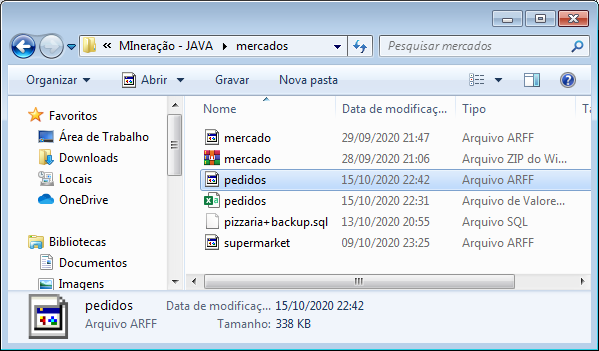 « MIneração - JAVA ▸ mercados
Pesquisar mercados
Organizar Abrir Gravar Nova pasta
Favoritos
Área de Trabalho
Downloads
Locais
OneDrive
Bibliotecas
Documentos
Imagens
Nome Data de modificaç... Tipo Ta
mercado 29/09/2020 21:47 Arquivo ARFF
mercado 28/09/2020 21:06 Arquivo ZIP do Wi...
pedidos 15/10/2020 22:42 Arquivo ARFF
pedidos 15/10/2020 22:31 Arquivo de Valore...
pizzaria+backup.sql 13/10/2020 20:55 Arquivo SQL
supermarket 09/10/2020 23:25 Arquivo ARFF
pedidos Data de modificaç... 15/10/2020 22:42
Arquivo ARFF Tamanho: 338 KB